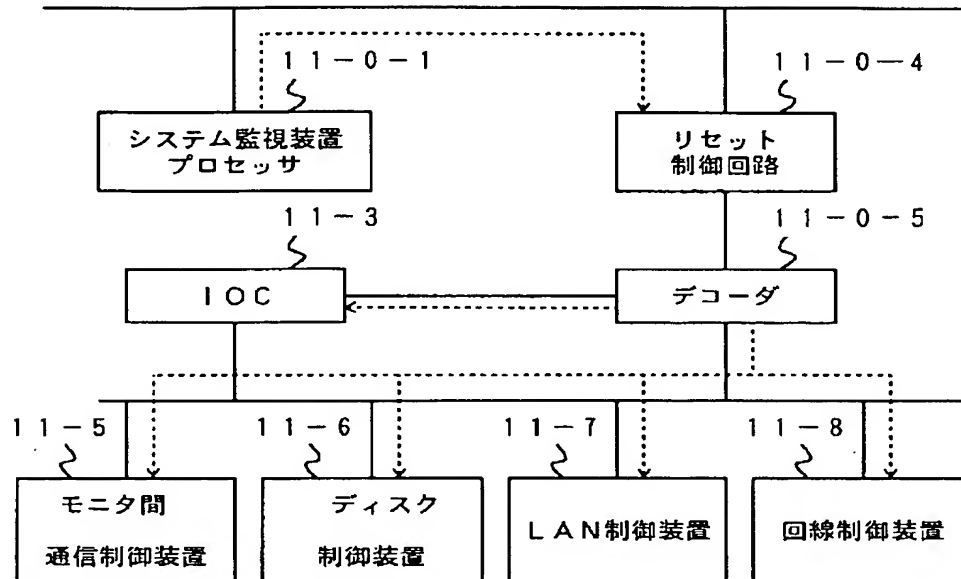 11-0-1
11-0-4
システム監視装置
プロセッサ
リセット
制御回路
11-3
11-0-5
IOC
デコーダ
11-5
11-6
11-7
11-8
モニタ間
通信制御装置
ディスク
制御装置
LAN制御装置
回線制御装置